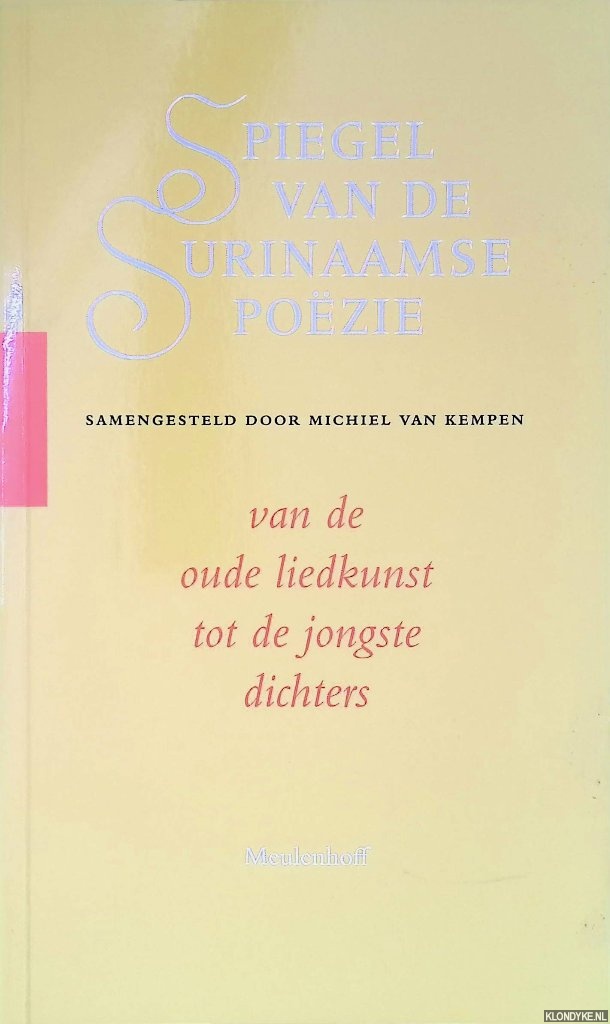 SPIEGEL
VAN DE
SURINAAMSE
POËZIE
SAMENGESTELD DOOR MICHIEL VAN KEMPEN
van de
oude liedkunst
tot de jongste
dichters
Meulenhoff
KLONDYKE.NL